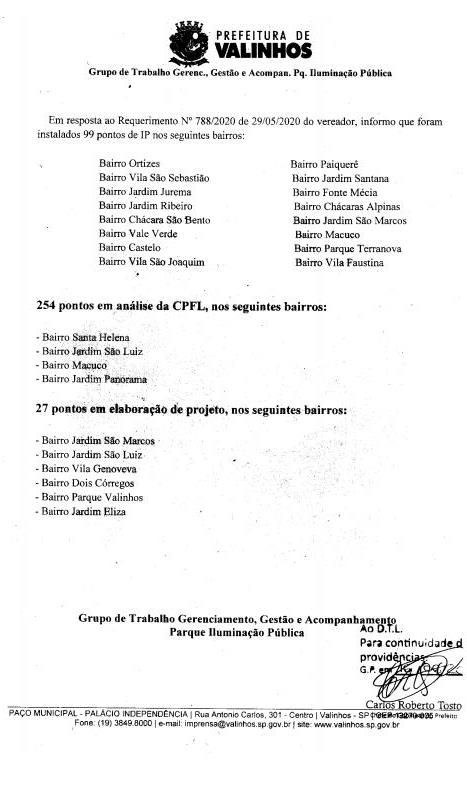 PREFEITURA DE
VALINHOS
Grupo de Trabalho Gerenc., Gestão e Acompan. Pq. Iluminação Pública
Em resposta ao Requerimento Nº 788/2020 de 29/05/2020 do vereador, informo que foram
instalados 99 pontos de IP nos seguintes bairros:
Bairro Ortizes
Bairro Vila São Sebastião
Bairro Jardim Jurema
Bairro Jardim Ribeiro
Bairro Chácara São Bento
Bairro Vale Verde
Bairro Castelo
Bairro Vila São Joaquim
Bairro Paiquerê
Bairro Jardim Santana
Bairro Fonte Mécia
Bairro Chácaras Alpinas
Bairro Jardim São Marcos
Bairro Macuco
Bairro Parque Terranova
Bairro Vila Faustina
254 pontos em análise da CPFL, nos seguintes bairros:
- Bairro Santa Helena
- Bairro Jardim São Luiz
- Bairro Macuco
- Bairro Jardim Panorama
27 pontos em elaboração de projeto, nos seguintes bairros:
- Bairro Jardim São Marcos
- Bairro Jardim São Luiz
- Bairro Vila Genoveva
- Bairro Dois Córregos
- Bairro Parque Valinhos
- Bairro Jardim Eliza
Grupo de Trabalho Gerenciamento, Gestão e Acompanhamento
Parque Iluminação Pública
Ao D.T.L.
Para continuidade d
providências
G.P. em
Carlos Roberto Tosto
Prefeito
PAÇO MUNICIPAL - PALÁCIO INDEPENDÊNCIA | Rua Antonio Carlos, 301 - Centro | Valinhos - SP
Fone: (19) 3849.8000 | e-mail: imprensa@valinhos.sp.gov.br | site: www.valinhos.sp.gov.br